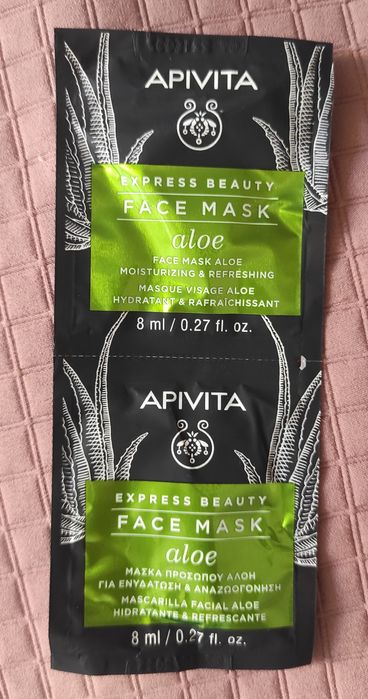 APIVITA
EXPRESS BEAUTY
FACE MASK
aloe
FACE MASK ALOE
MOISTURIZING & REFRESHING
MASQUE VISAGE ALOE
HYDRATANT & RAFRAÎCHISSANT
8 ml / 0.27 fl. oz.
APIVITA
EXPRESS BEAUTY
FACE MASK
aloe
ΜΑΣΚΑ ΠΡΟΣΩΠΟΥ ΑΛΟΗ
ΓΙΑ ΕΝΥΔΑΤΩΣΗ & ΑΝΑΖΩΟΓΟΝΗΣΗ
MASCARILLA FACIAL ALOE
HIDRATANTE & REFRESCANTE
8 ml / 0.27 fl. oz.